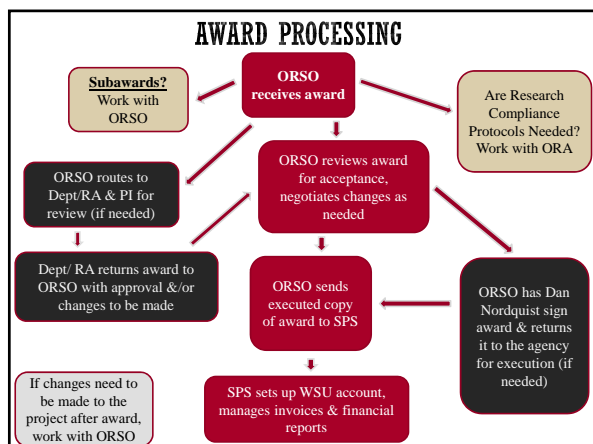 AWARD PROCESSING
Subawards?
Work with
ORSO
ORSO
receives award
Are Research
Compliance
Protocols Needed?
Work with ORA
ORSO routes to
Dept/RA & PI for
review (if needed)
ORSO reviews award
for acceptance,
negotiates changes as
needed
Dept/ RA returns award to
ORSO with approval &/or
changes to be made
ORSO sends
executed copy
of award to SPS
ORSO has Dan
Nordquist sign
award & returns
it to the agency
for execution (if
needed)
If changes need to
be made to the
project after award,
work with ORSO
SPS sets up WSU account,
manages invoices & financial
reports